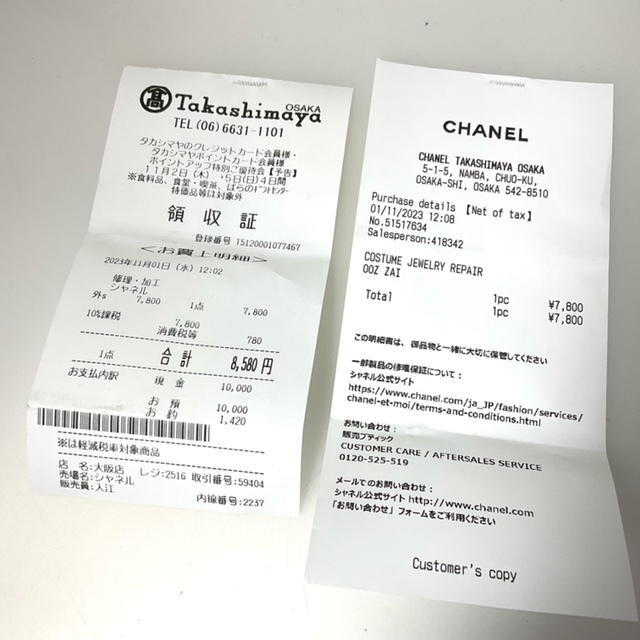 髙 Takashimaya OSAKA
TEL (06) 6631-1101
タカシマヤのクレジットカード会員様・
タカシマヤポイントカード会員様
ポイントアップ特別ご優待会【予告】
11月2日(木) ・5日(日)4日間
※食料品、食堂・喫茶、ばらのギフトセンター
特価品等は対象外
領収証
登録番号 T5120001077467
<お買上明細>
2023年11月01日(水) 12:02
修理・加工
シャネル
外s 7,800 1点 7,800
10%課税 7,800
消費税等 780
1点 合計 8,580円
お支払内訳 現金 10,000
お預 10,000
お釣 1,420
※は軽減税率対象商品
店 名:大阪店 レジ:2516 取引番号:59404
売場名:シャネル
販売員:入江 内線番号:2237
CHANEL
CHANEL TAKASHIMAYA OSAKA
5-1-5, NAMBA, CHUO-KU,
OSAKA-SHI, OSAKA 542-8510
Purchase details 【Net of tax】
01/11/2023 12:08
No.51517634
Salesperson:418342
COSTUME JEWELRY REPAIR
OOZ ZAI
1pc ¥7,800
Total 1pc ¥7,800
この明細書は、御品物と一緒に大切に保管してください
一部製品の修理保証について:
シャネル公式サイト
https://www.chanel.com/ja_JP/fashion/services/
chanel-et-moi/terms-and-conditions.html
お問い合わせ:
販売ブティック
CUSTOMER CARE / AFTERSALES SERVICE
0120-525-519
メールでのお問い合わせ:
シャネル公式サイト http://www.chanel.com
「お問い合わせ」フォームをご利用ください
Customer's copy